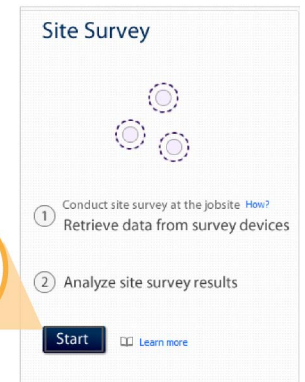 Site Survey
Conduct site survey at the jobsite How?
1 Retrieve data from survey devices
2 Analyze site survey results
Start Learn more